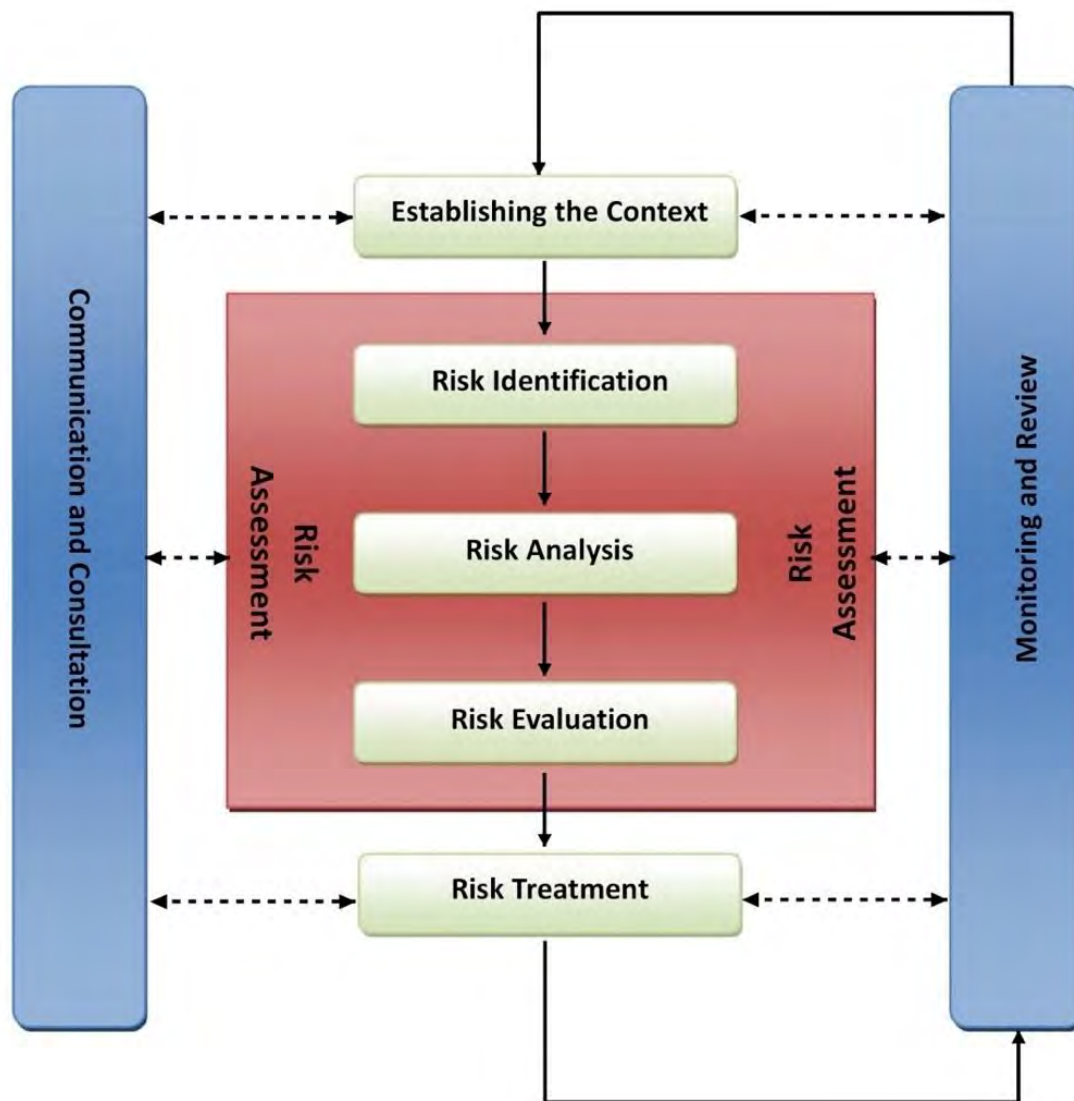 Establishing the Context
Communication and Consultation
Risk Identification
Risk
Assessment
Risk Analysis
Risk
Assessment
Monitoring and Review
Risk Evaluation
Risk Treatment